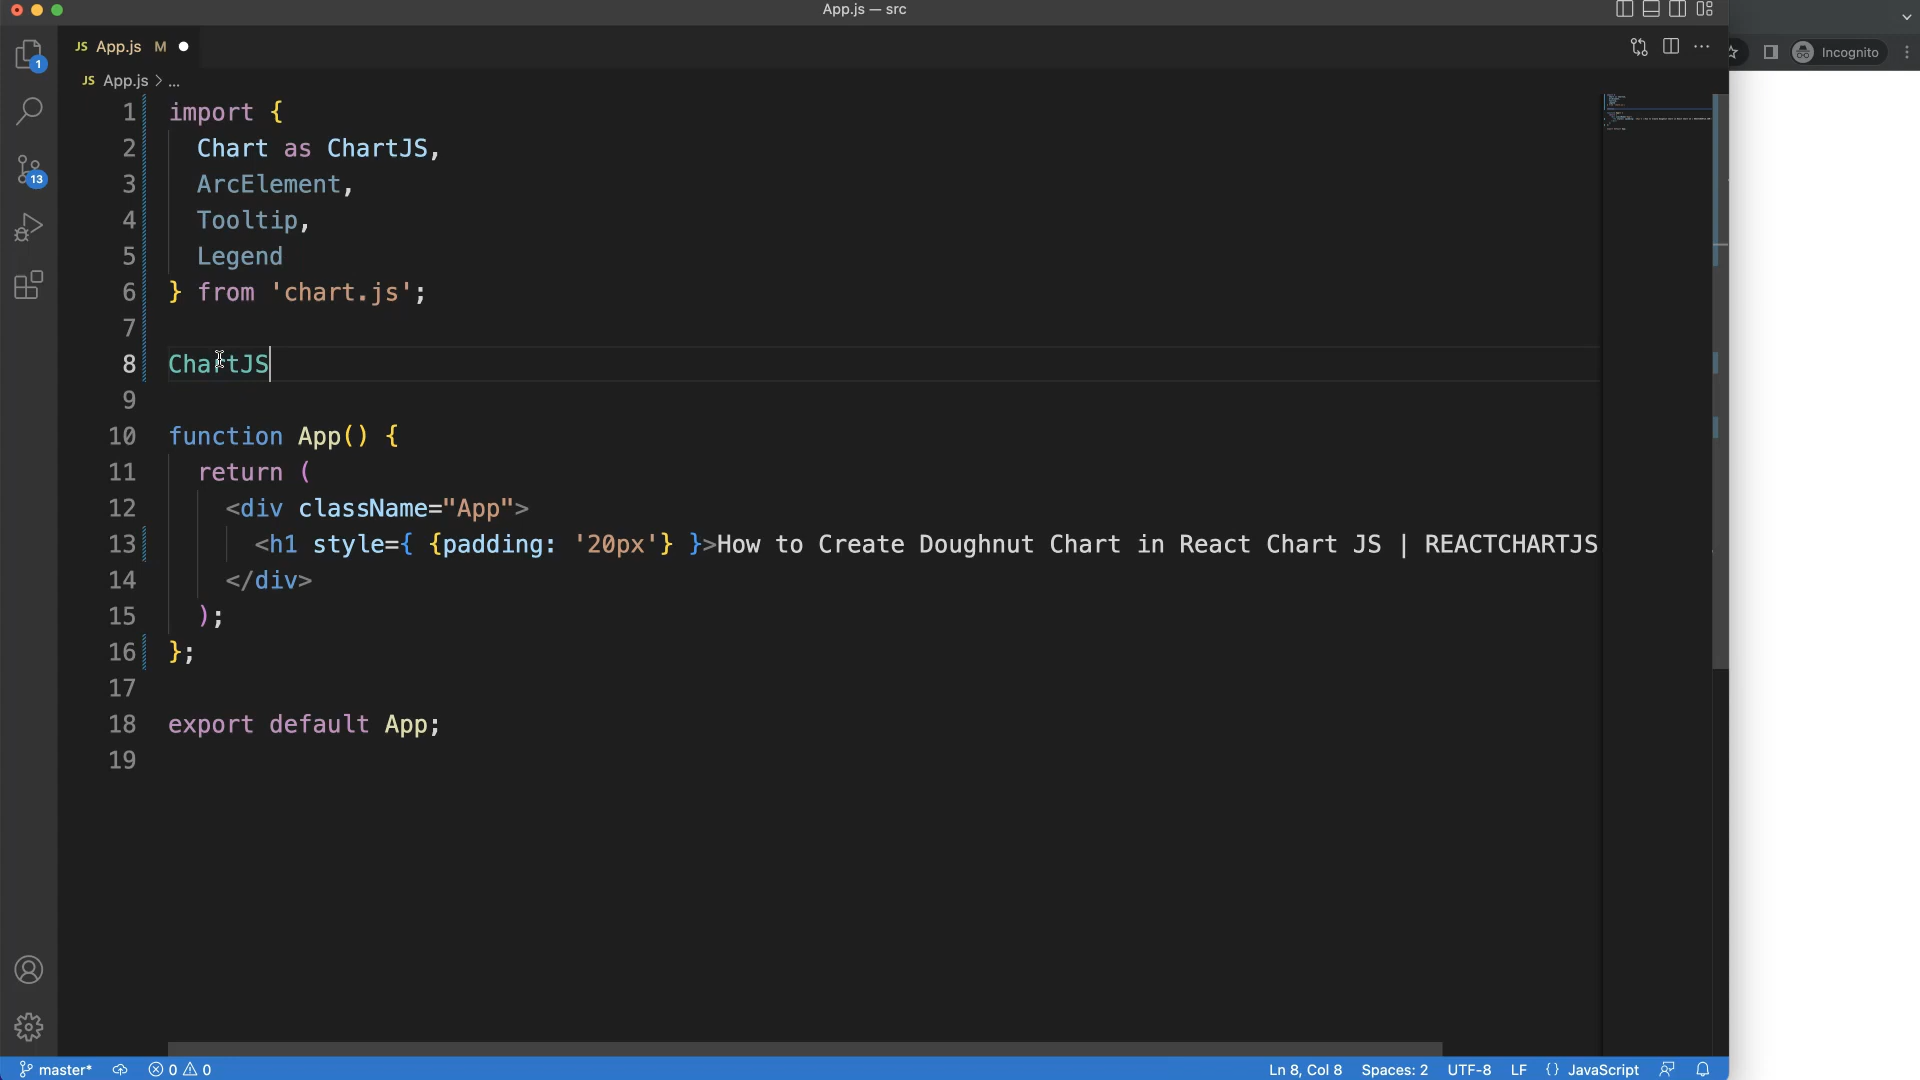 App.js — src
JS App.js M
Incognito
JS App.js > ...
1
1 import {
2 Chart as ChartJS,
3 ArcElement,
4 Tooltip,
5 Legend
6 } from 'chart.js';
7
8 ChartJS
9
10 function App() {
11 return (
12 <div className="App">
13 <h1 style={ {padding: '20px'} }>How to Create Doughnut Chart in React Chart JS | REACTCHARTJS
14 </div>
15 );
16 };
17
18 export default App;
19
13
master* 0 0 Ln 8, Col 8 Spaces: 2 UTF-8 LF {} JavaScript